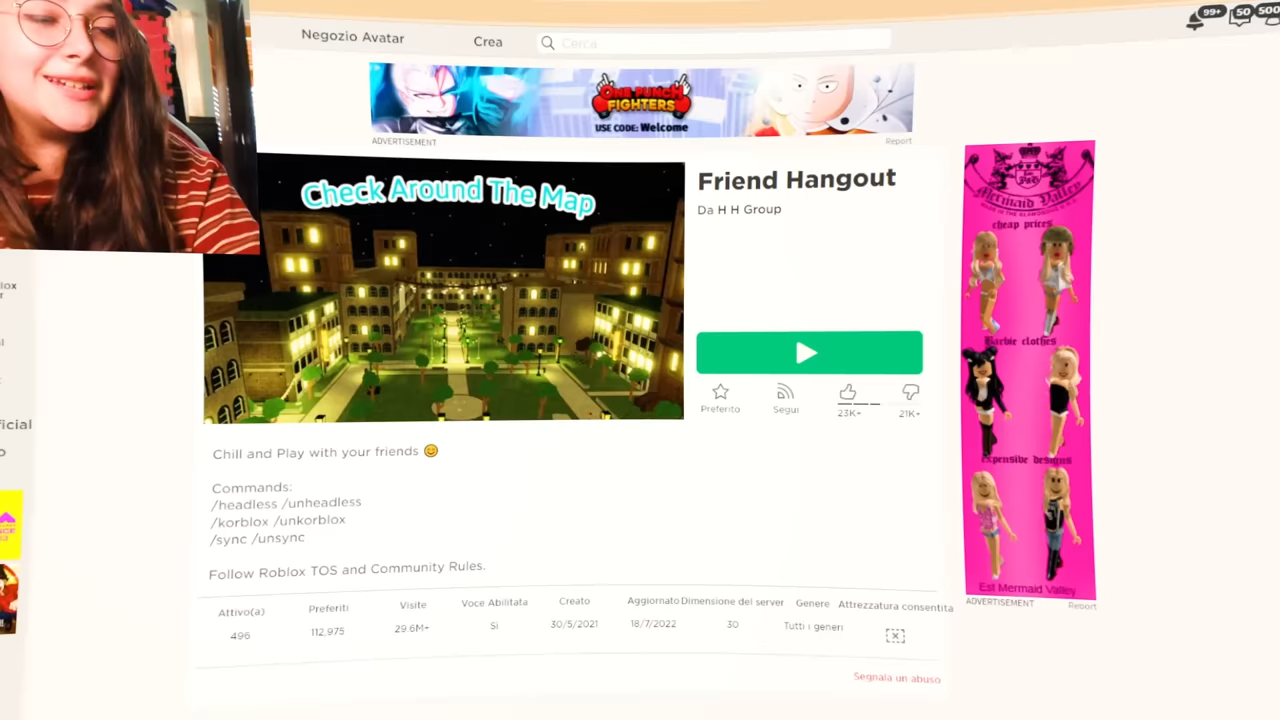 Negozio Avatar
Crea
Cerca
99+
50
500
ONE PUNCH
FIGHTERS
USE CODE: Welcome
ADVERTISEMENT
Report
Check Around The Map
Friend Hangout
Da H H Group
Preferito
Segui
23K+
21K+
Mermaid Valley
cheap prices
Barbie clothes
Expensive designs
Est Mermaid Valley
ADVERTISEMENT
Report
Chill and Play with your friends 😊
Commands:
/headless /unheadless
/korblox /unkorblox
/sync /unsync
Follow Roblox TOS and Community Rules.
Attivo(a) Preferiti Visite Voce Abilitata Creato Aggiornato Dimensione del server Genere Attrezzatura consentita
496 112,975 29.6M+ Sì 30/5/2021 18/7/2022 30 Tutti i generi
Segnala un abuso